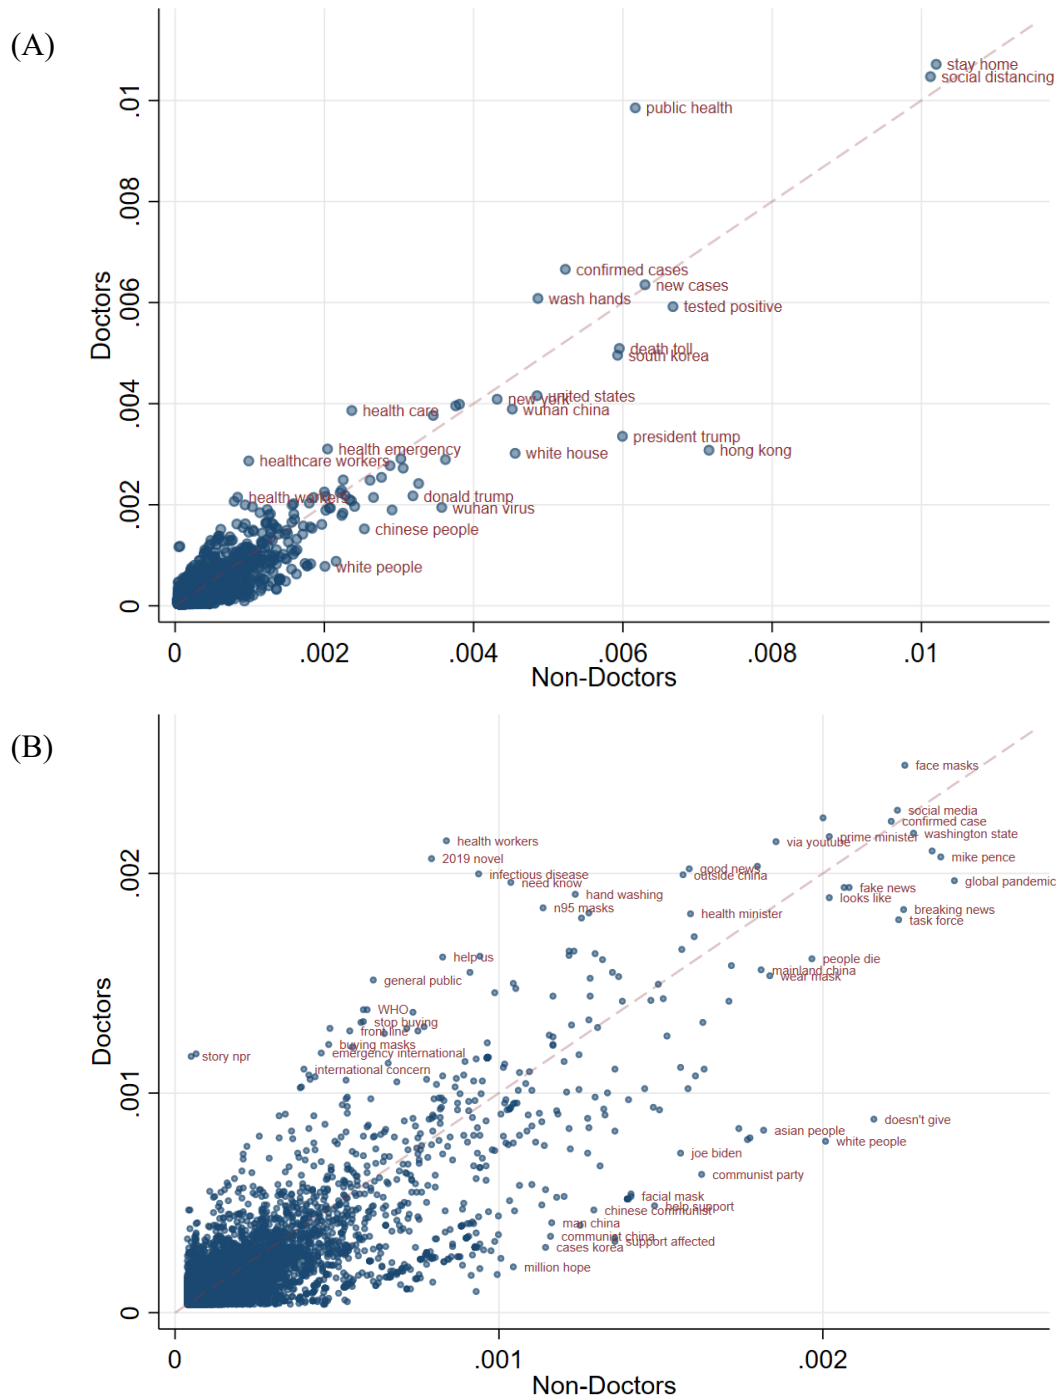 (A)
stay home
social distancing
public health
confirmed cases
new cases
wash hands
tested positive
death toll
south korea
united states
new york
wuhan china
health care
president trump
health emergency
white house
hong kong
healthcare workers
health workers
donald trump
wuhan virus
chinese people
white people
Doctors
.01
.008
.006
.004
.002
0
0
.002
.004
.006
.008
.01
Non-Doctors
(B)
face masks
social media
confirmed case
washington state
prime minister
health workers
via youtube
2019 novel
mike pence
good news
outside china
infectious disease
need know
global pandemic
fake news
hand washing
looks like
n95 masks
breaking news
health minister
task force
help us
people die
general public
mainland china
wear mask
WHO
stop buying
front line
buying masks
story npr
emergency international
international concern
doesn't give
asian people
white people
joe biden
communist party
facial mask
help support
chinese communist
man china
communist china
support affected
cases korea
million hope
Doctors
.002
.001
0
0
.001
.002
Non-Doctors